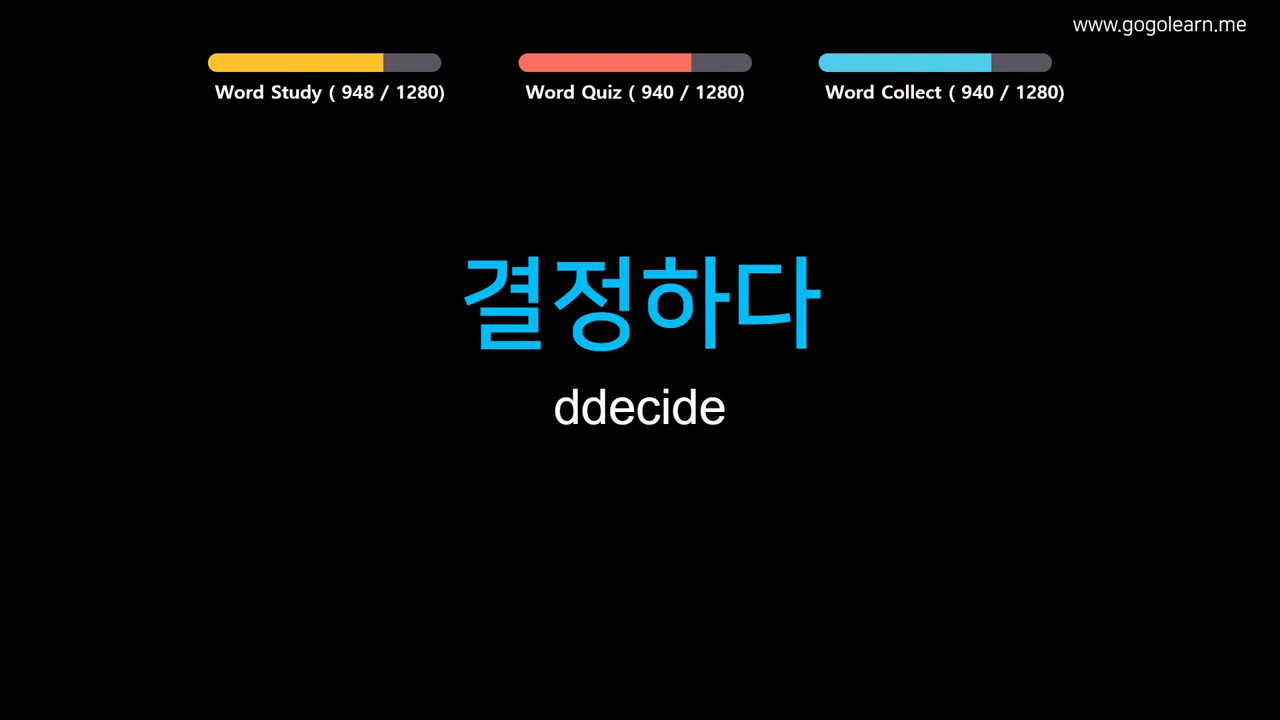 www.gogolearn.me
Word Study ( 948 / 1280)
Word Quiz ( 940 / 1280)
Word Collect ( 940 / 1280)
결정하다
ddecide